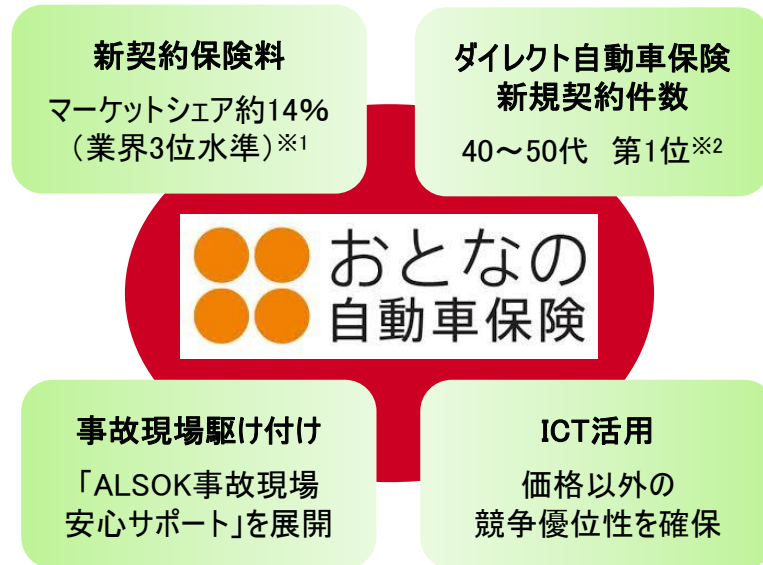 新契約保険料
マーケットシェア約14%
（業界3位水準）※1
ダイレクト自動車保険
新規契約件数
40～50代 第1位※2
おとなの
自動車保険
事故現場駆け付け
「ALSOK事故現場
安心サポート」を展開
ICT活用
価格以外の
競争優位性を確保